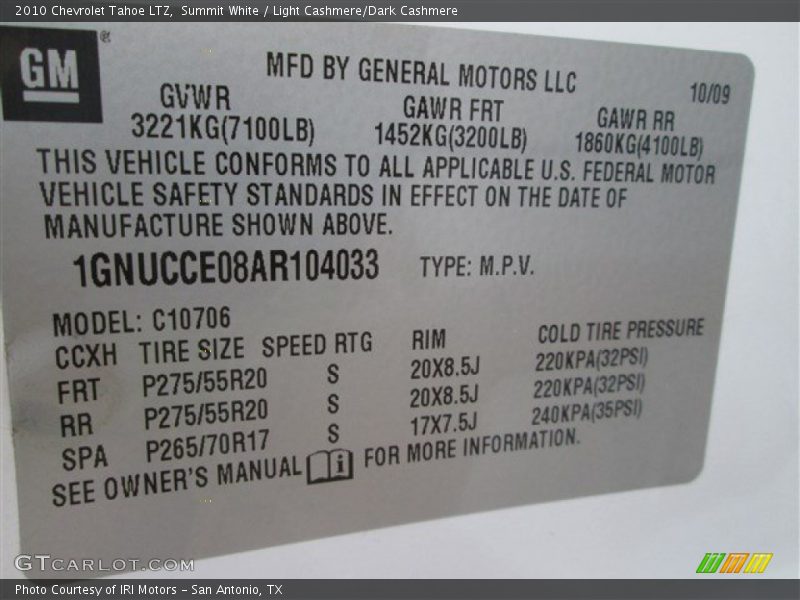 2010 Chevrolet Tahoe LTZ,  Summit White / Light Cashmere/Dark Cashmere
GM ®
MFD BY GENERAL MOTORS LLC
10/09
GVWR GAWR FRT GAWR RR
3221KG(7100LB) 1452KG(3200LB) 1860KG(4100LB)
THIS VEHICLE CONFORMS TO ALL APPLICABLE U.S. FEDERAL MOTOR
VEHICLE SAFETY STANDARDS IN EFFECT ON THE DATE OF
MANUFACTURE SHOWN ABOVE.
1GNUCCE08AR104033 TYPE: M.P.V.
MODEL: C10706
CCXH TIRE SIZE SPEED RTG RIM COLD TIRE PRESSURE
FRT P275/55R20 S 20X8.5J 220KPA(32PSI)
RR P275/55R20 S 20X8.5J 220KPA(32PSI)
SPA P265/70R17 S 17X7.5J 240KPA(35PSI)
SEE OWNER'S MANUAL i FOR MORE INFORMATION.
GTCARLOT.COM
Photo Courtesy of IRI Motors – San Antonio, TX